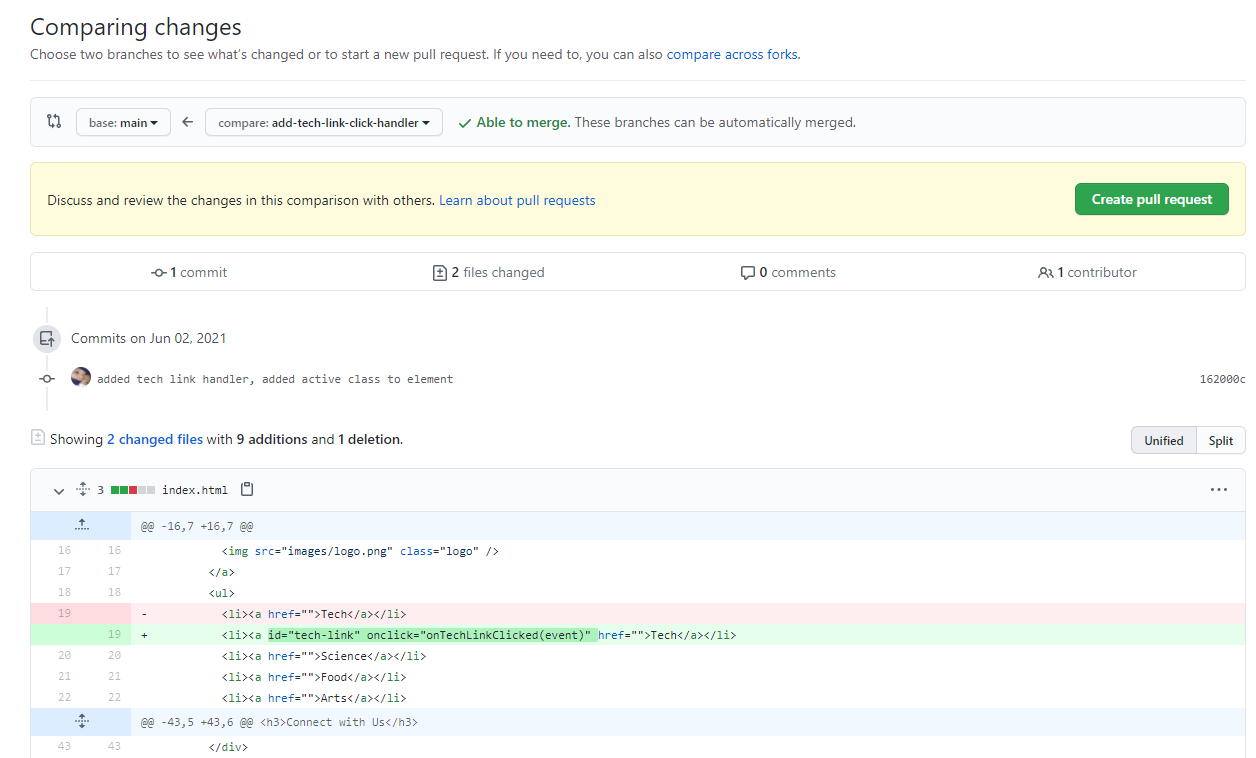 Comparing changes
Choose two branches to see what's changed or to start a new pull request. If you need to, you can also compare across forks.
base: main compare: add-tech-link-click-handler Able to merge. These branches can be automatically merged.
Discuss and review the changes in this comparison with others. Learn about pull requests Create pull request
1 commit 2 files changed 0 comments 1 contributor
Commits on Jun 02, 2021
added tech link handler, added active class to element 162000c
Showing 2 changed files with 9 additions and 1 deletion. Unified Split
3 index.html ...
@@ -16,7 +16,7 @@
16 16 <img src="images/logo.png" class="logo" />
17 17 </a>
18 18 <ul>
19 - <li><a href="">Tech</a></li>
19 + <li><a id="tech-link" onclick="onTechLinkClicked(event)" href="">Tech</a></li>
20 20 <li><a href="">Science</a></li>
21 21 <li><a href="">Food</a></li>
22 22 <li><a href="">Arts</a></li>
@@ -43,5 +43,6 @@ <h3>Connect with Us</h3>
43 43 </div>